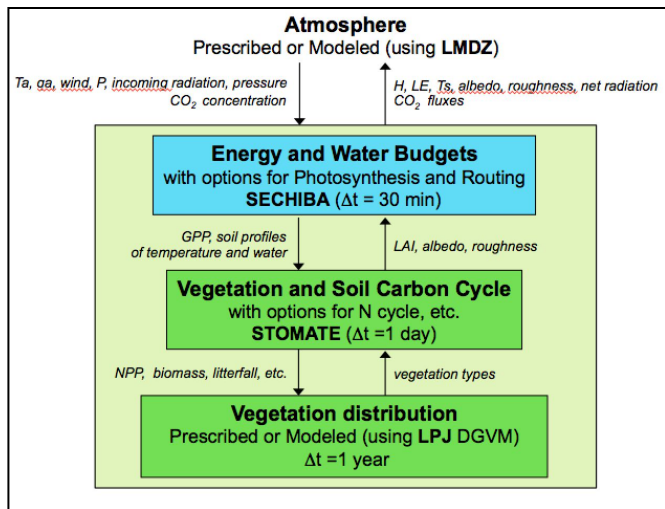 Atmosphere
Prescribed or Modeled (using LMDZ)
Ta, qa, wind, P, incoming radiation, pressure
CO₂ concentration
H, LE, Ts, albedo, roughness, net radiation
CO₂ fluxes
Energy and Water Budgets
with options for Photosynthesis and Routing
SECHIBA (Δt = 30 min)
GPP, soil profiles
of temperature and water
LAI, albedo, roughness,
Vegetation and Soil Carbon Cycle
with options for N cycle, etc.
STOMATE (Δt =1 day)
NPP, biomass, litterfall, etc.
vegetation types
Vegetation distribution
Prescribed or Modeled (using LPJ DGVM)
Δt =1 year